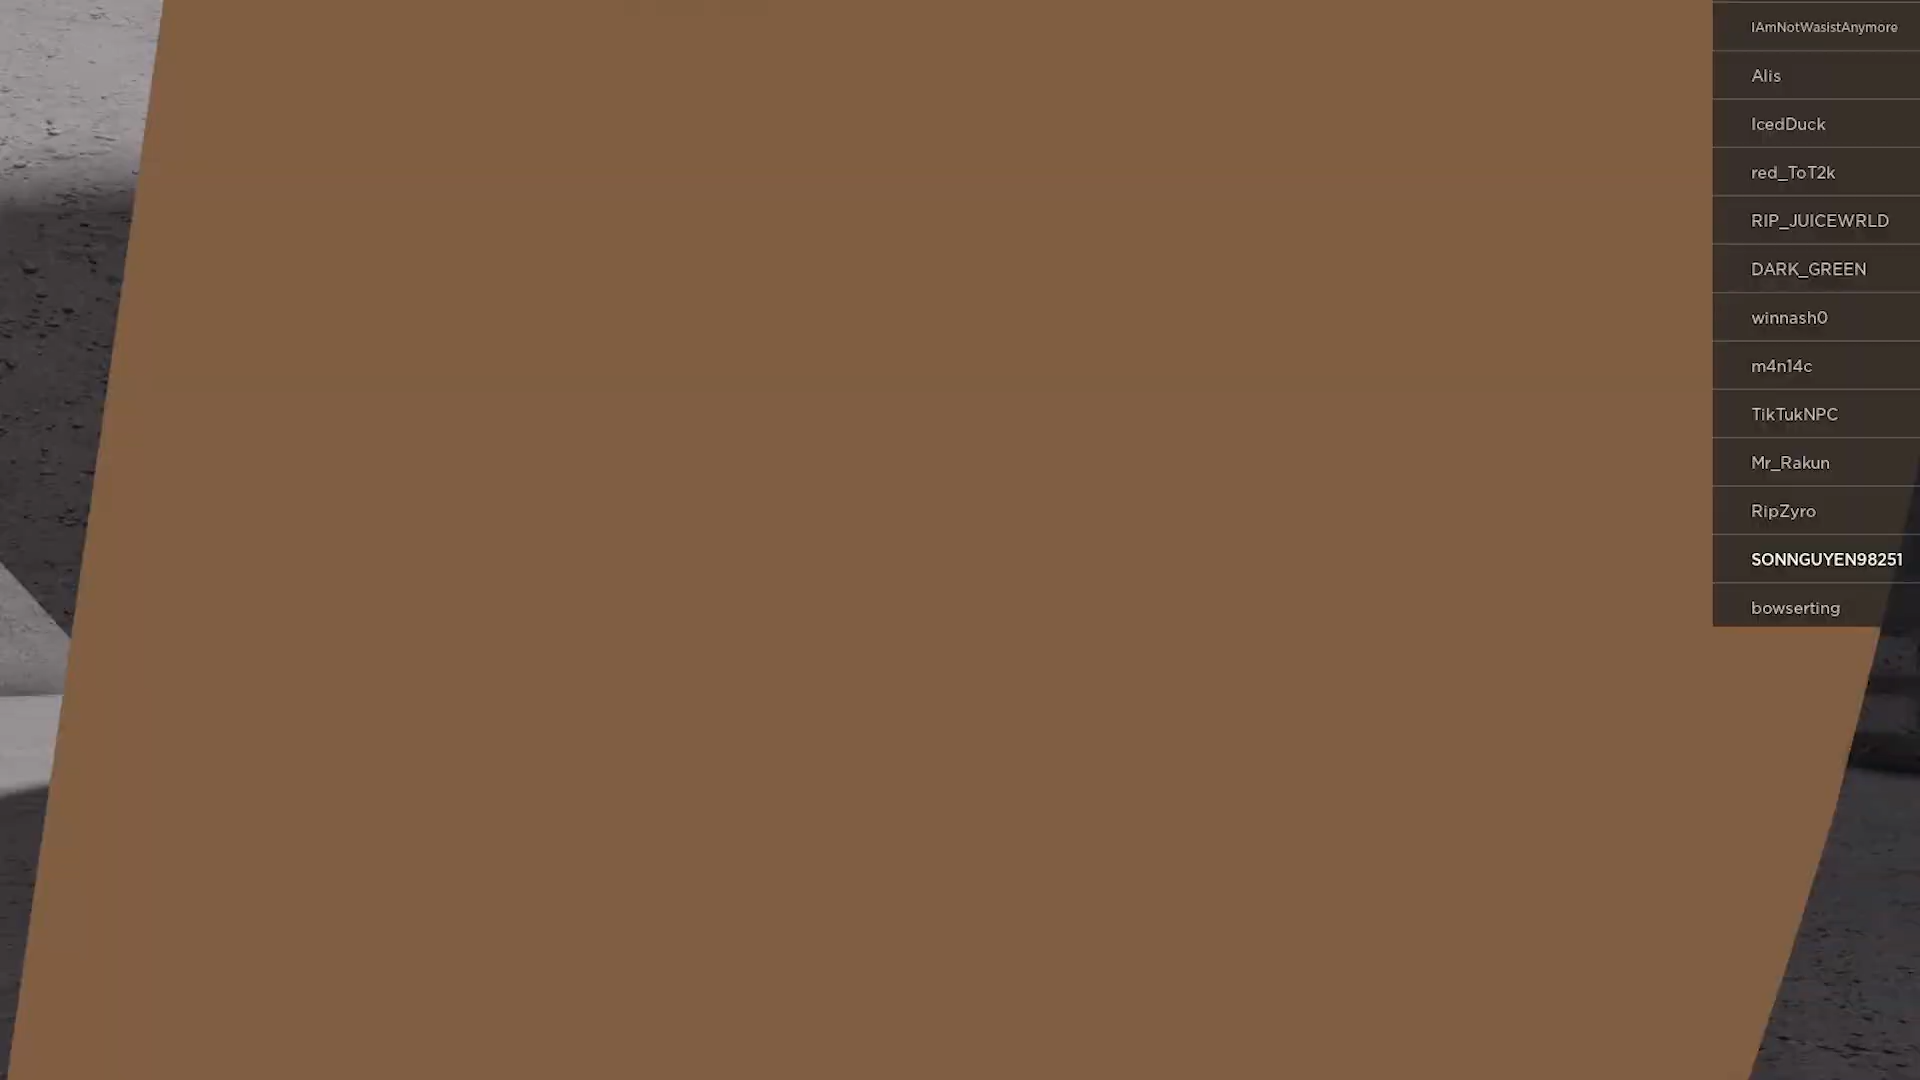 IAmNotWasistAnymore
Alis
IcedDuck
red_ToT2k
RIP_JUICEWRLD
DARK_GREEN
winnash0
m4n14c
TikTukNPC
Mr_Rakun
RipZyro
SONNGUYEN98251
bowserting